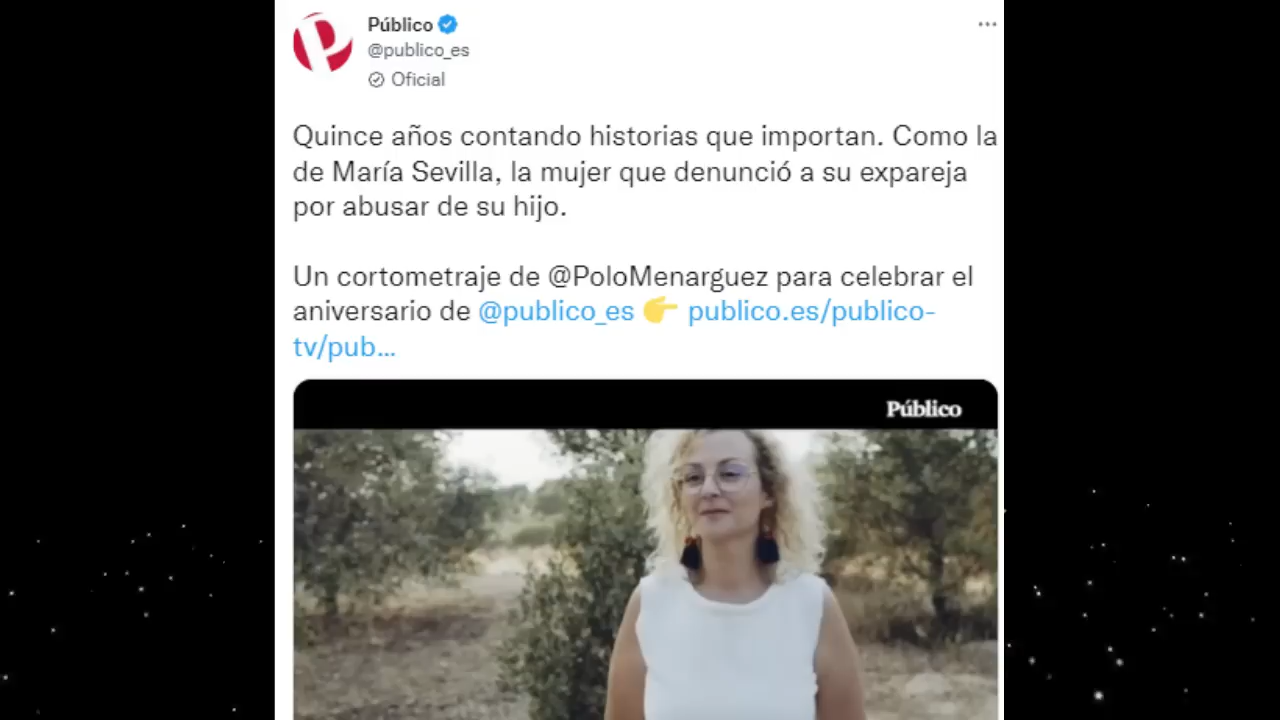 Público
@publico_es
Oficial
Quince años contando historias que importan. Como la
de María Sevilla, la mujer que denunció a su expareja
por abusar de su hijo.
Un cortometraje de @PoloMenarguez para celebrar el
aniversario de @publico_es 👉 publico.es/publico-
tv/pub...
Público